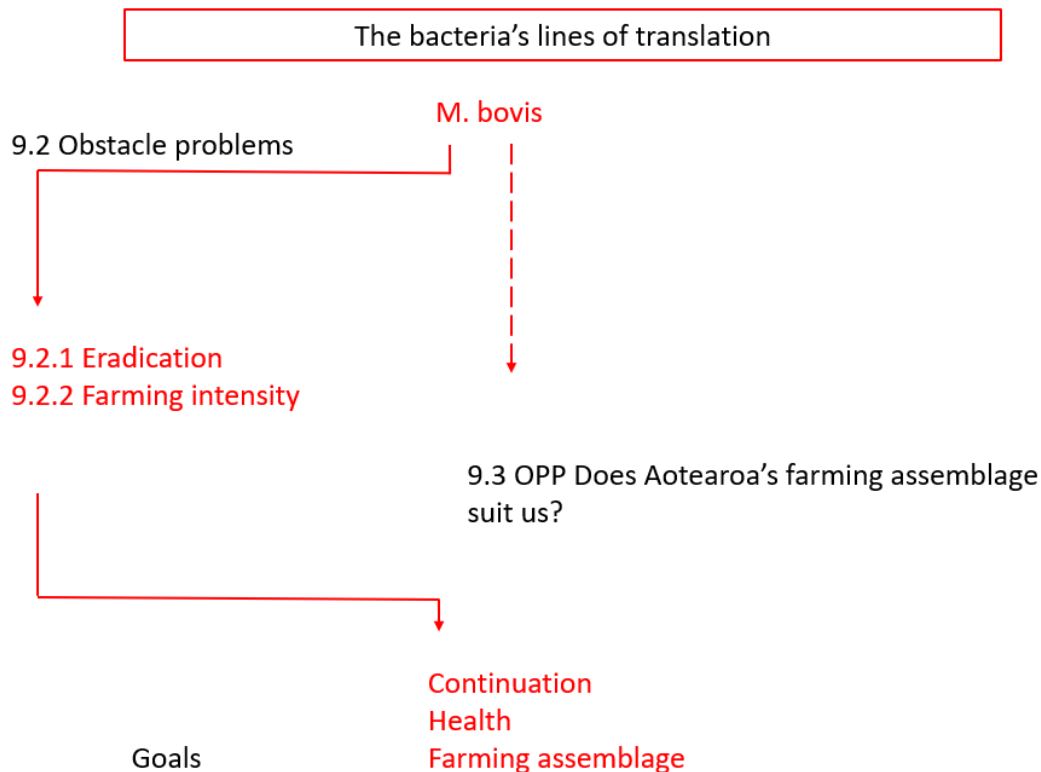 The bacteria’s lines of translation
M. bovis
9.2 Obstacle problems
9.2.1 Eradication
9.2.2 Farming intensity
9.3 OPP Does Aotearoa’s farming assemblage
suit us?
Continuation
Health
Goals
Farming assemblage